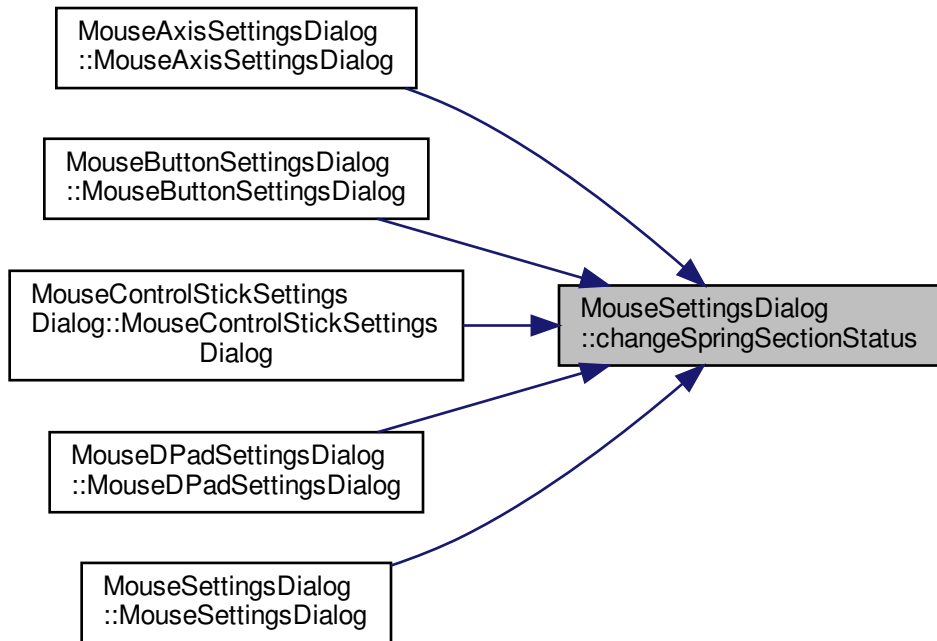 MouseAxisSettingsDialog
::MouseAxisSettingsDialog
MouseButtonSettingsDialog
::MouseButtonSettingsDialog
MouseControlStickSettings
Dialog::MouseControlStickSettings
Dialog
MouseDPadSettingsDialog
::MouseDPadSettingsDialog
MouseSettingsDialog
::MouseSettingsDialog
MouseSettingsDialog
::changeSpringSectionStatus